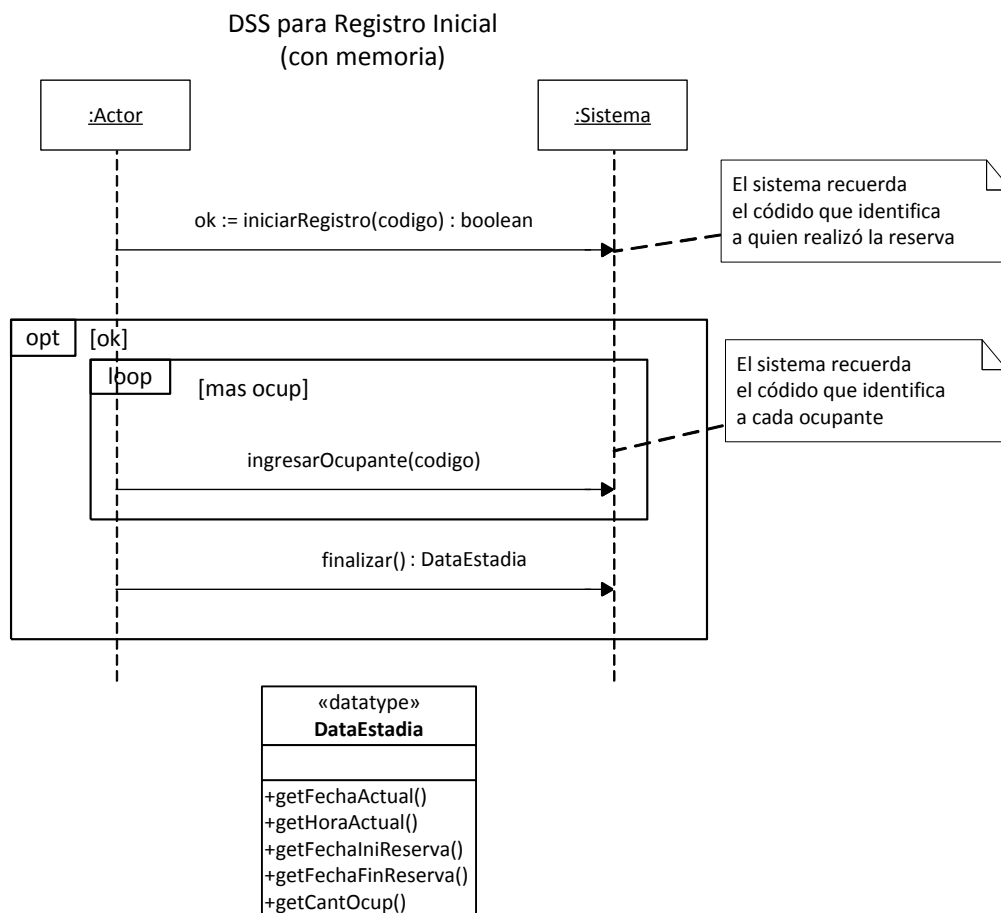 DSS para Registro Inicial
(con memoria)
:Actor
:Sistema
El sistema recuerda
el códido que identifica
a quien realizó la reserva
ok := iniciarRegistro(codigo) : boolean
opt
[ok]
loop
[mas ocup]
El sistema recuerda
el códido que identifica
a cada ocupante
ingresarOcupante(codigo)
finalizar() : DataEstadia
«datatype»
DataEstadia
+getFechaActual()
+getHoraActual()
+getFechaIniReserva()
+getFechaFinReserva()
+getCantOcup()